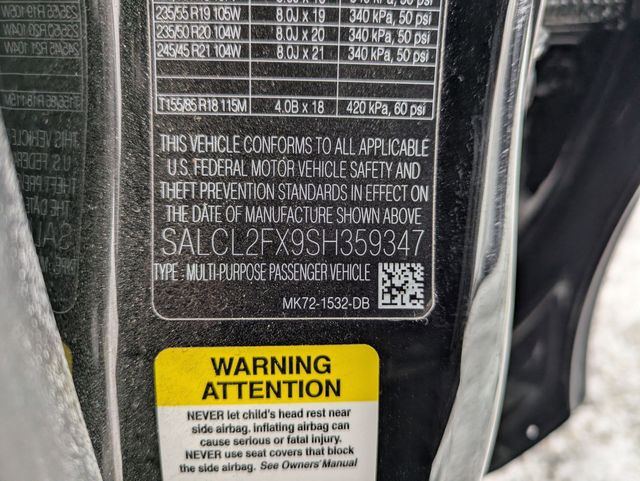 235/55 R19 105W 8.0J x 19 340 kPa, 50 psi
235/50 R20 104W 8.0J x 20 340 kPa, 50 psi
245/45 R21 104W 8.0J x 21 340 kPa, 50 psi
T155/85 R18 115M 4.0B x 18 420 kPa, 60 psi
THIS VEHICLE CONFORMS TO ALL APPLICABLE
U.S. FEDERAL MOTOR VEHICLE SAFETY AND
THEFT PREVENTION STANDARDS IN EFFECT ON
THE DATE OF MANUFACTURE SHOWN ABOVE
SALCL2FX9SH359347
TYPE : MULTI-PURPOSE PASSENGER VEHICLE
MK72-1532-DB
WARNING
ATTENTION
NEVER let child's head rest near
side airbag. Inflating airbag can
cause serious or fatal injury.
NEVER use seat covers that block
the side airbag. See Owners' Manual